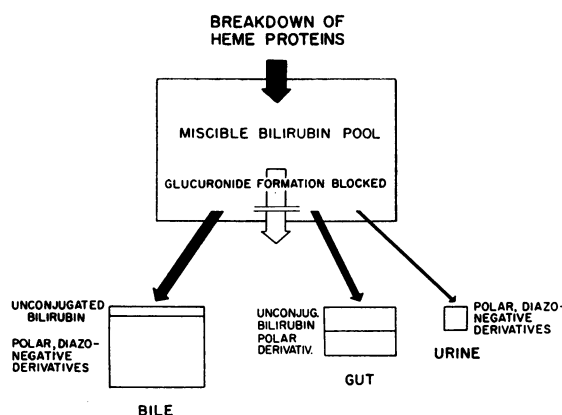 BREAKDOWN OF
HEME PROTEINS
MISCIBLE BILIRUBIN POOL
GLUCURONIDE FORMATION BLOCKED
UNCONJUGATED
BILIRUBIN
POLAR, DIAZO-
NEGATIVE
DERIVATIVES
BILE
UNCONJUG.
BILIRUBIN
POLAR
DERIVATIV.
GUT
POLAR, DIAZO-
NEGATIVE
DERIVATIVES
URINE